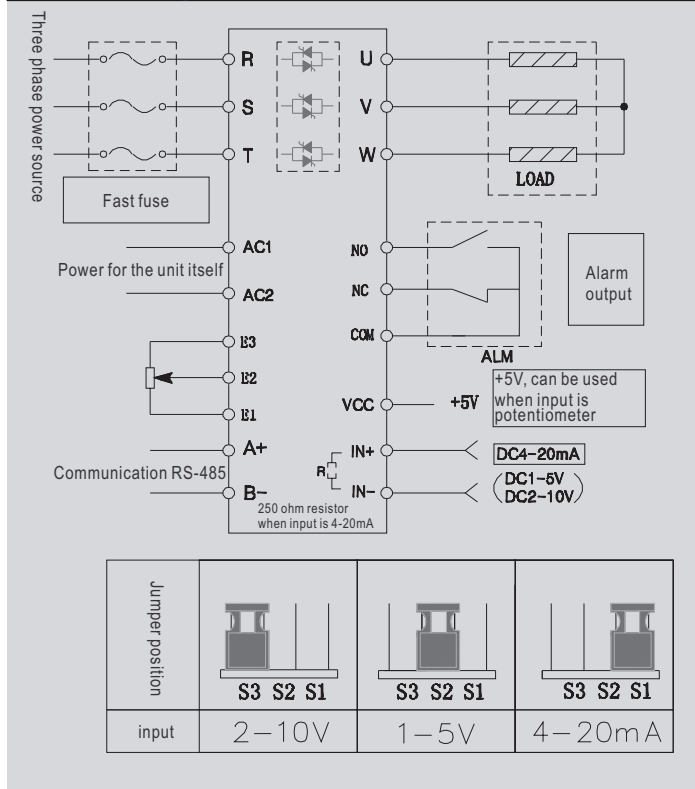 Three phase power source
R
S
T
Fast fuse
U
V
W
LOAD
AC1
Power for the unit itself
AC2
NO
NC
COM
ALM
Alarm
output
E3
E2
E1
VCC
+5V
+5V, can be used
when input is
potentiometer
A+
Communication RS-485
B-
R
IN+
IN-
250 ohm resistor
when input is 4-20mA
DC4-20mA
(DC1-5V
DC2-10V)
Jumper position
S3 S2 S1
S3 S2 S1
S3 S2 S1
input
2-10V
1-5V
4-20mA